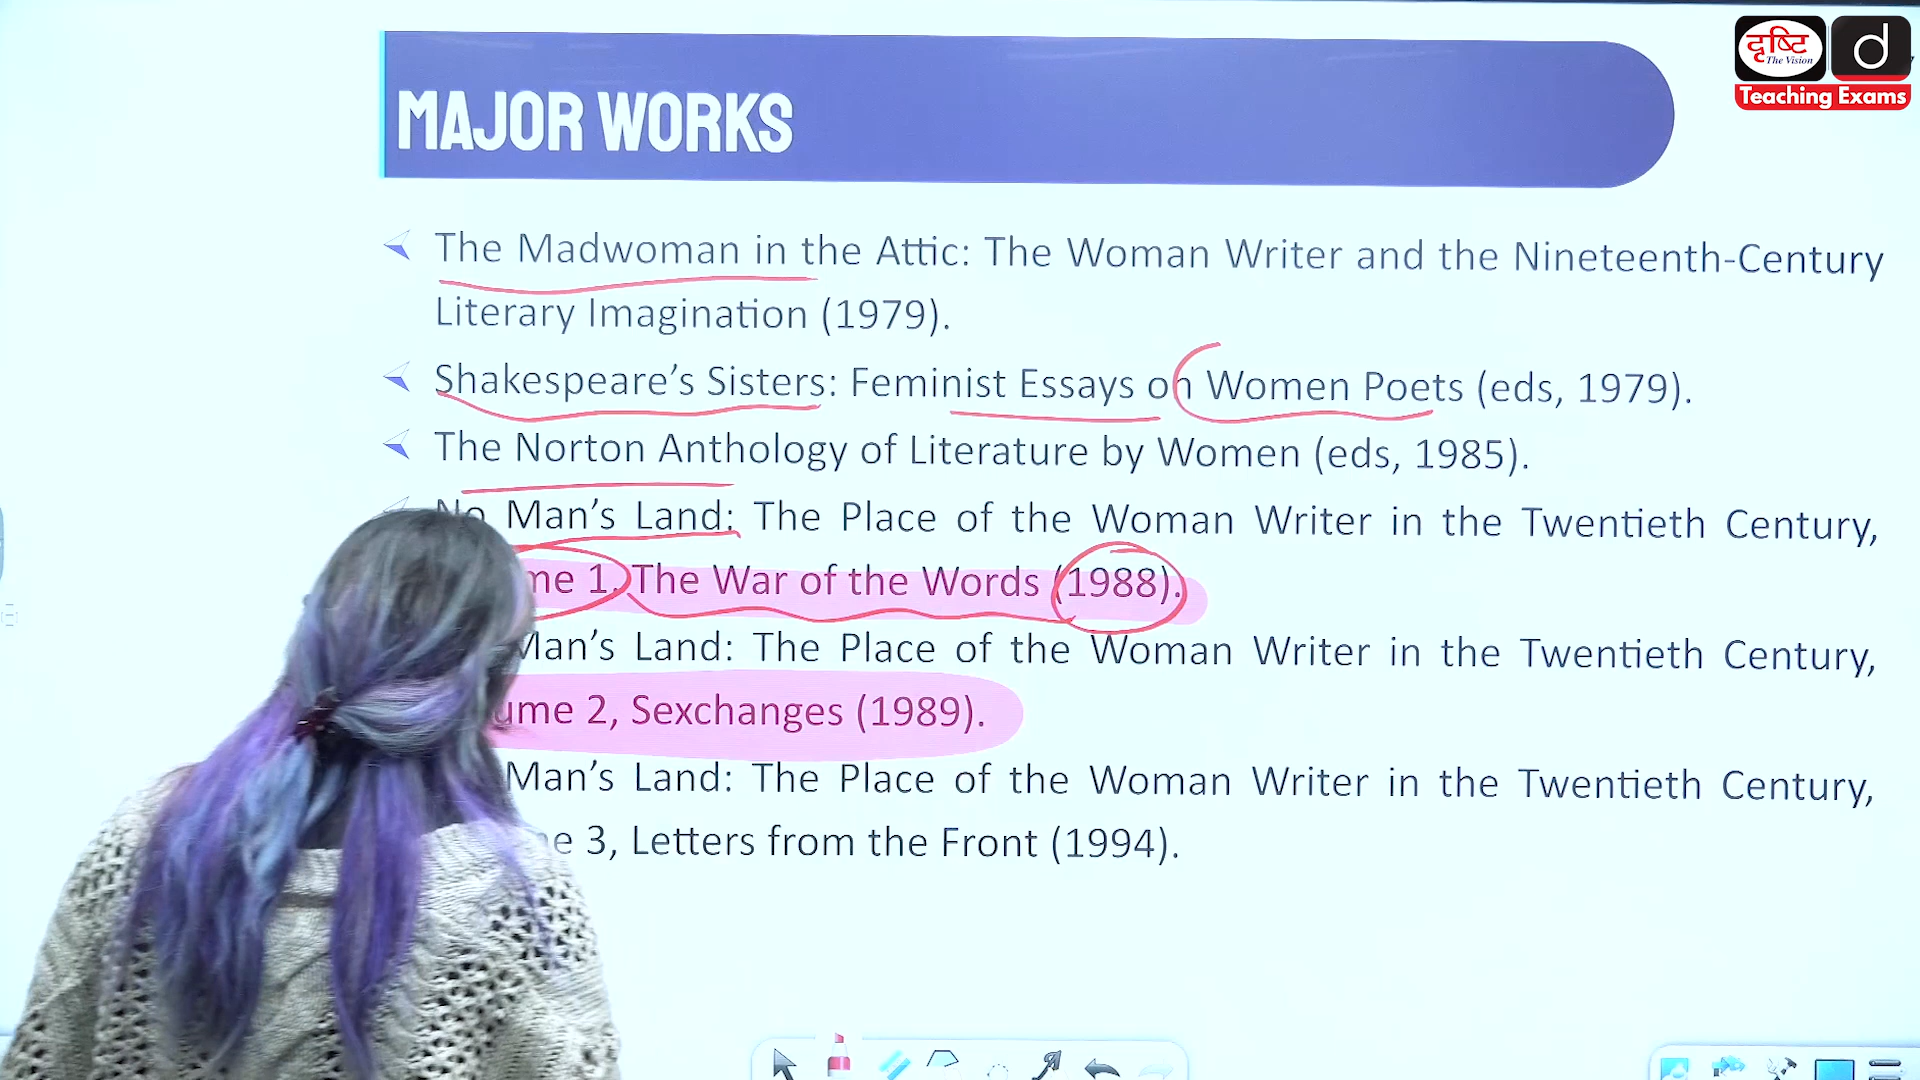 दृष्टि
The Vision
d
Teaching Exams
MAJOR WORKS
The Madwoman in the Attic: The Woman Writer and the Nineteenth-Century
Literary Imagination (1979).
Shakespeare's Sisters: Feminist Essays on Women Poets (eds, 1979).
The Norton Anthology of Literature by Women (eds, 1985).
No Man's Land: The Place of the Woman Writer in the Twentieth Century,
1, The War of the Words (1988).
Man's Land: The Place of the Woman Writer in the Twentieth Century,
2, Sexchanges (1989).
Man's Land: The Place of the Woman Writer in the Twentieth Century,
3, Letters from the Front (1994).